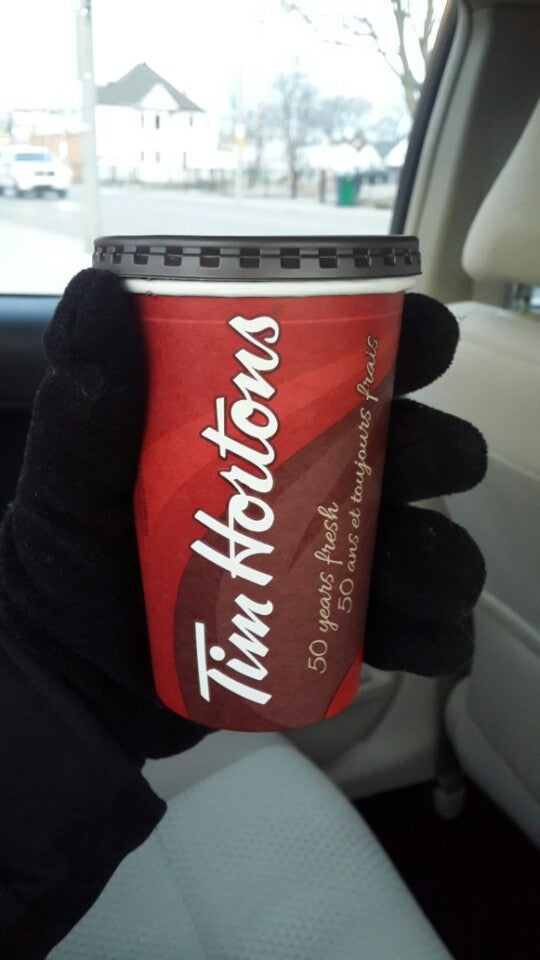 Tim Hortons
50 years fresh
50 ans et toujours frais